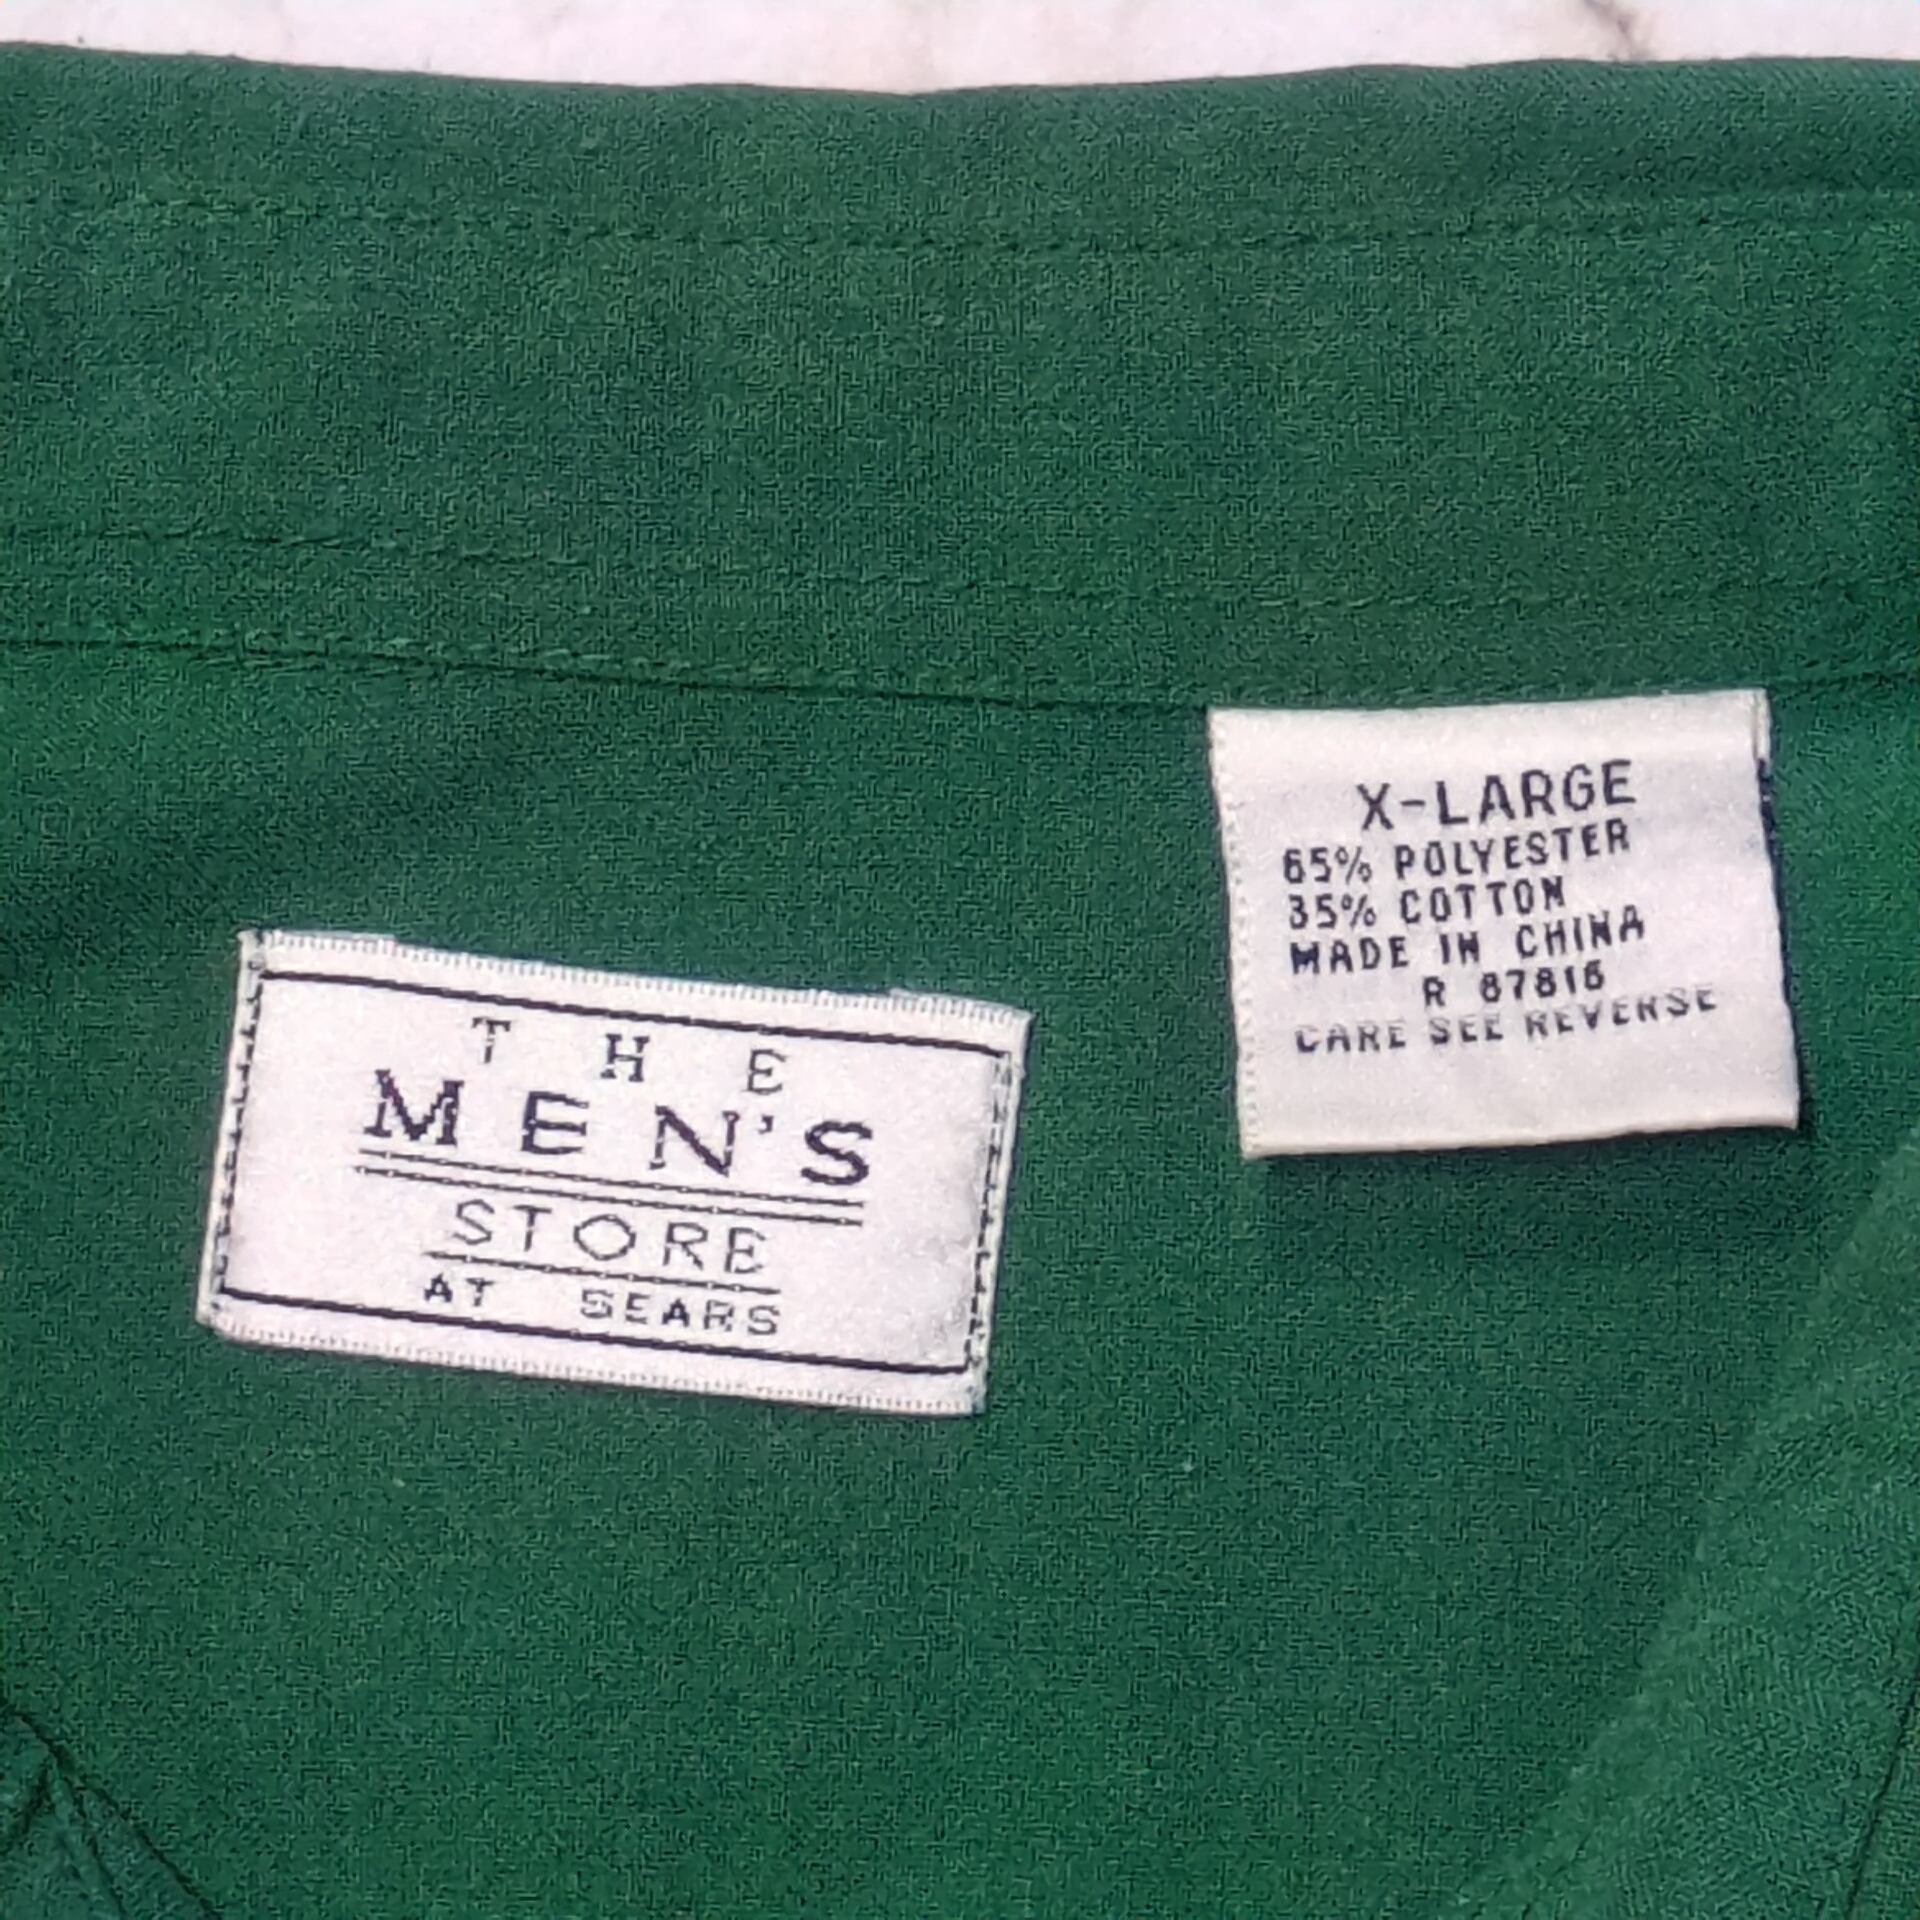 THE
MEN'S
STORE
AT SEARS
X-LARGE
65% POLYESTER
35% COTTON
MADE IN CHINA
R 87816
CARE SEE REVERSE